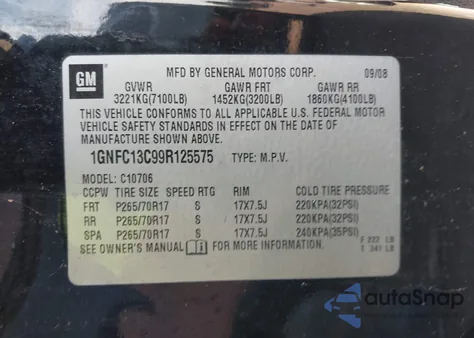 GM
MFD BY GENERAL MOTORS CORP. 09/08
GVWR GAWR FRT GAWR RR
3221KG(7100LB) 1452KG(3200LB) 1860KG(4100LB)
THIS VEHICLE CONFORMS TO ALL APPLICABLE U.S. FEDERAL MOTOR
VEHICLE SAFETY STANDARDS IN EFFECT ON THE DATE OF
MANUFACTURE SHOWN ABOVE.
1GNFC13C99R125575 TYPE: M.P.V.
MODEL: C10706
CCPW TIRE SIZE SPEED RTG RIM COLD TIRE PRESSURE
FRT P265/70R17 S 17X7.5J 220KPA(32PSI)
RR P265/70R17 S 17X7.5J 220KPA(32PSI)
SPA P265/70R17 S 17X7.5J 240KPA(35PSI)
SEE OWNER'S MANUAL FOR MORE INFORMATION.
F 222 LB
T 347 LB
autoSnap